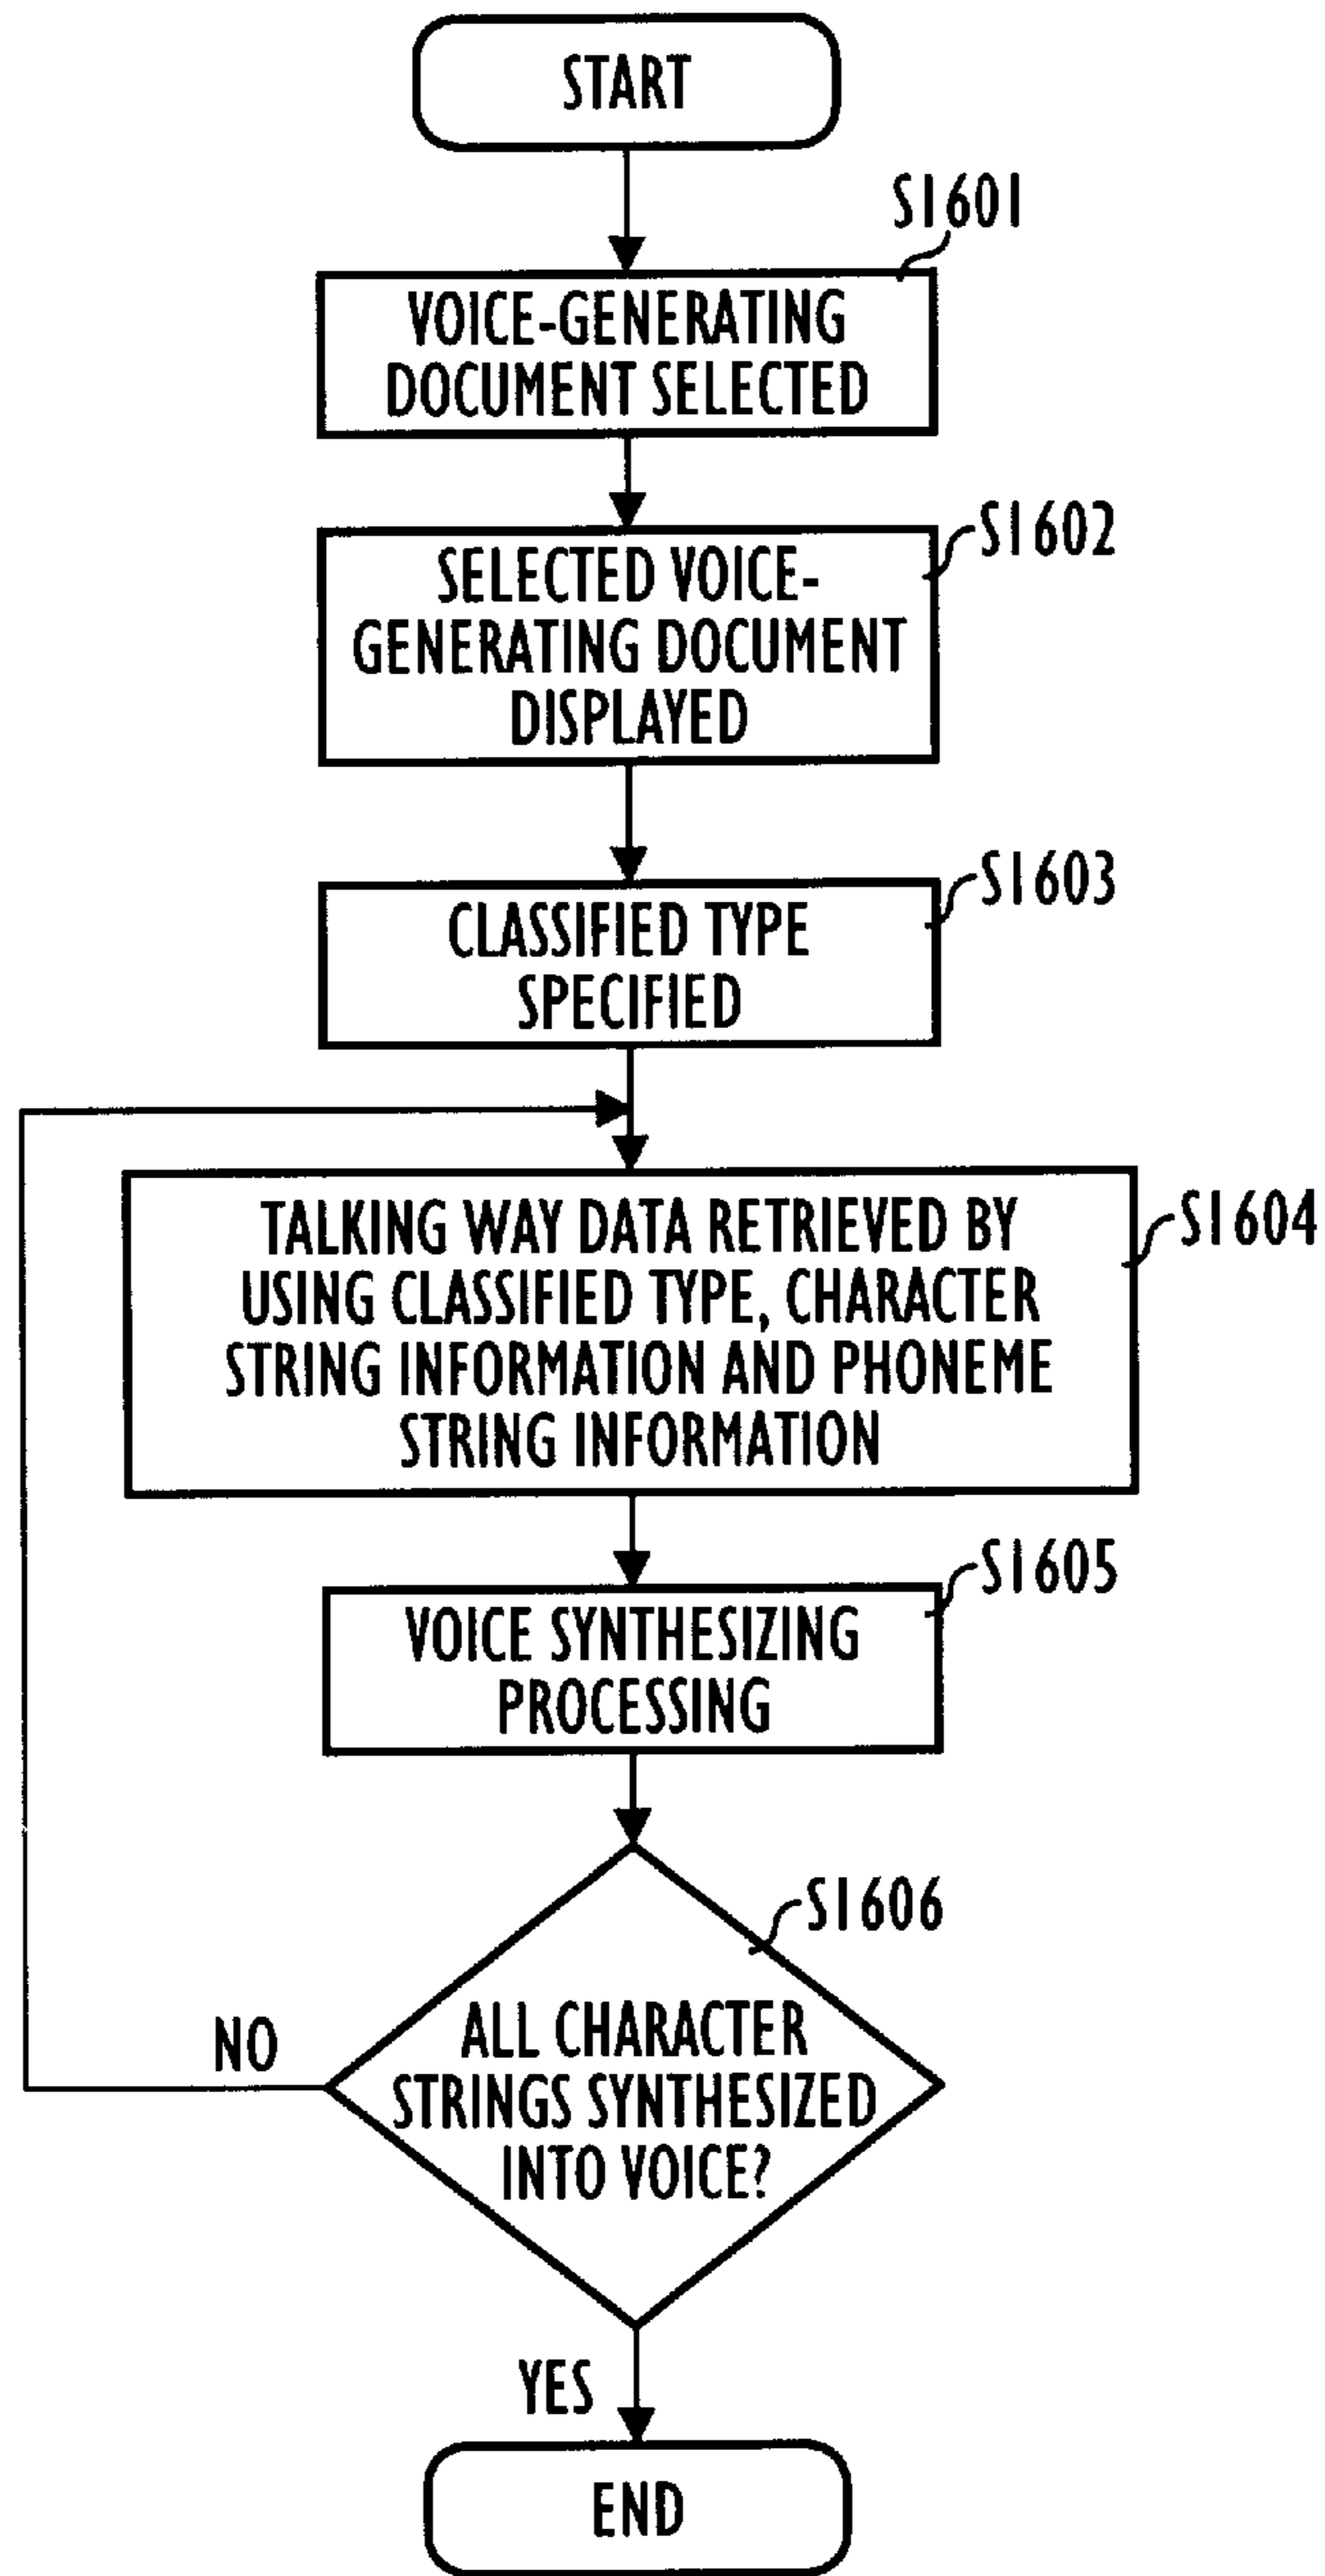 START
S1601
VOICE-GENERATING
DOCUMENT SELECTED
S1602
SELECTED VOICE-
GENERATING DOCUMENT
DISPLAYED
S1603
CLASSIFIED TYPE
SPECIFIED
S1604
TALKING WAY DATA RETRIEVED BY
USING CLASSIFIED TYPE, CHARACTER
STRING INFORMATION AND PHONEME
STRING INFORMATION
S1605
VOICE SYNTHESIZING
PROCESSING
S1606
ALL CHARACTER
STRINGS SYNTHESIZED
INTO VOICE?
NO
YES
END